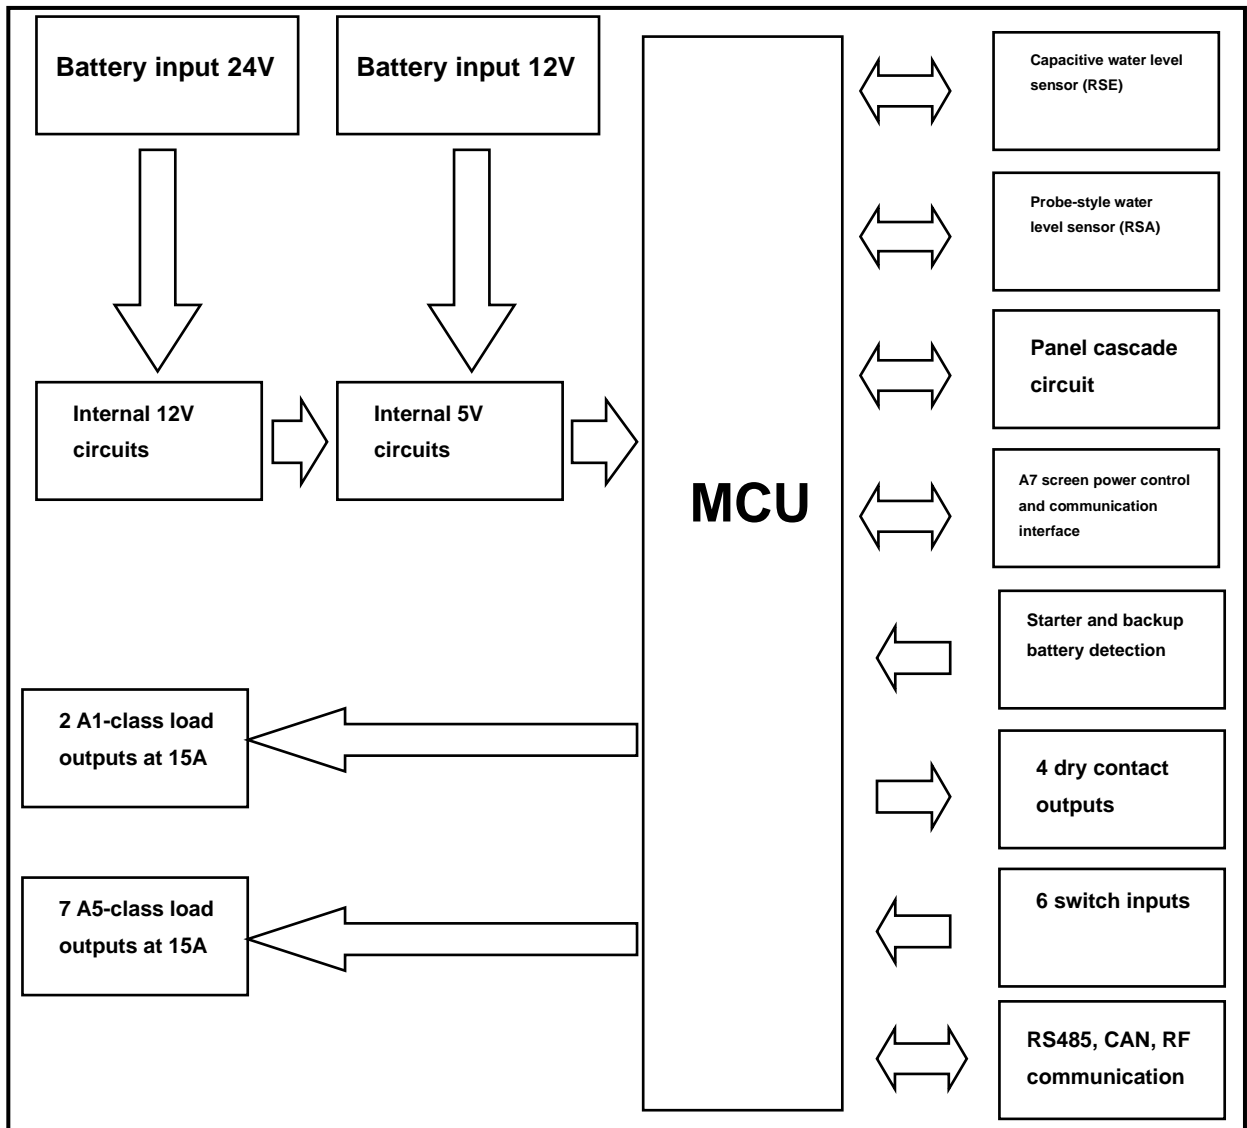 Battery input 24V
Battery input 12V
Internal 12V
circuits
Internal 5V
circuits
2 A1-class load
outputs at 15A
7 A5-class load
outputs at 15A
MCU
Capacitive water level
sensor (RSE)
Probe-style water
level sensor (RSA)
Panel cascade
circuit
A7 screen power control
and communication
interface
Starter and backup
battery detection
4 dry contact
outputs
6 switch inputs
RS485, CAN, RF
communication